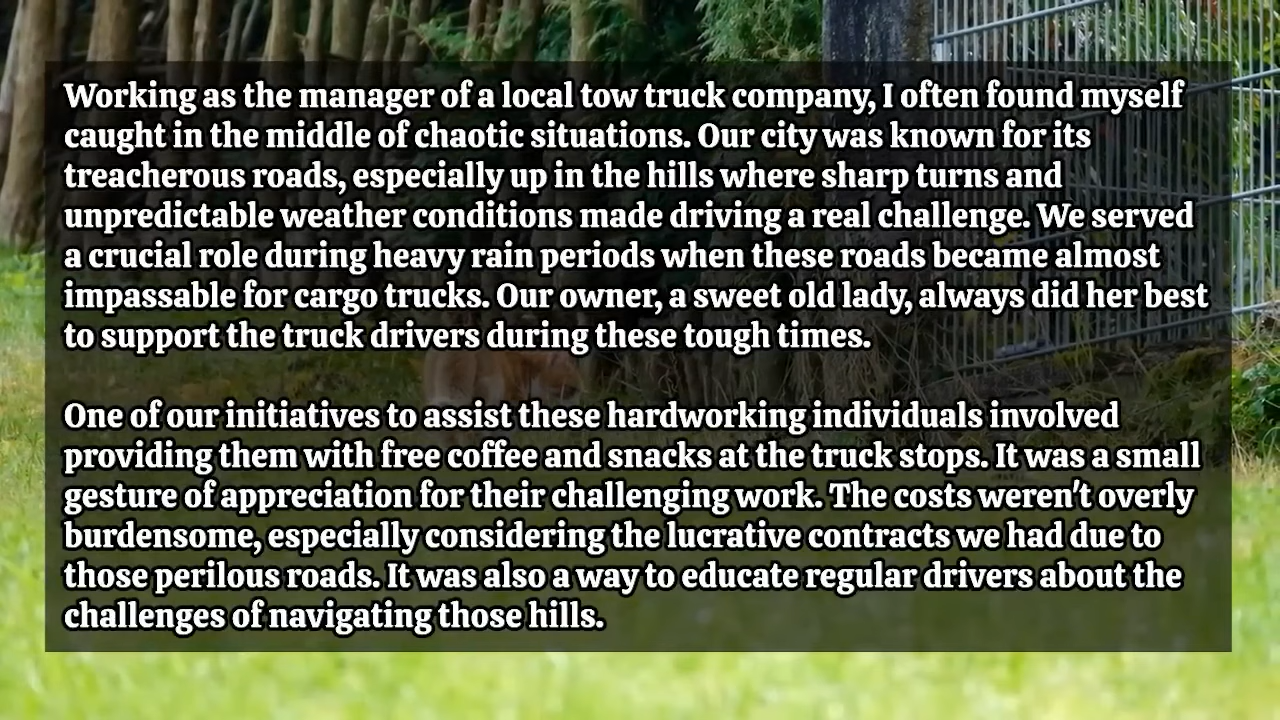 Working as the manager of a local tow truck company, I often found myself
caught in the middle of chaotic situations. Our city was known for its
treacherous roads, especially up in the hills where sharp turns and
unpredictable weather conditions made driving a real challenge. We served
a crucial role during heavy rain periods when these roads became almost
impassable for cargo trucks. Our owner, a sweet old lady, always did her best
to support the truck drivers during these tough times.
One of our initiatives to assist these hardworking individuals involved
providing them with free coffee and snacks at the truck stops. It was a small
gesture of appreciation for their challenging work. The costs weren't overly
burdensome, especially considering the lucrative contracts we had due to
those perilous roads. It was also a way to educate regular drivers about the
challenges of navigating those hills.